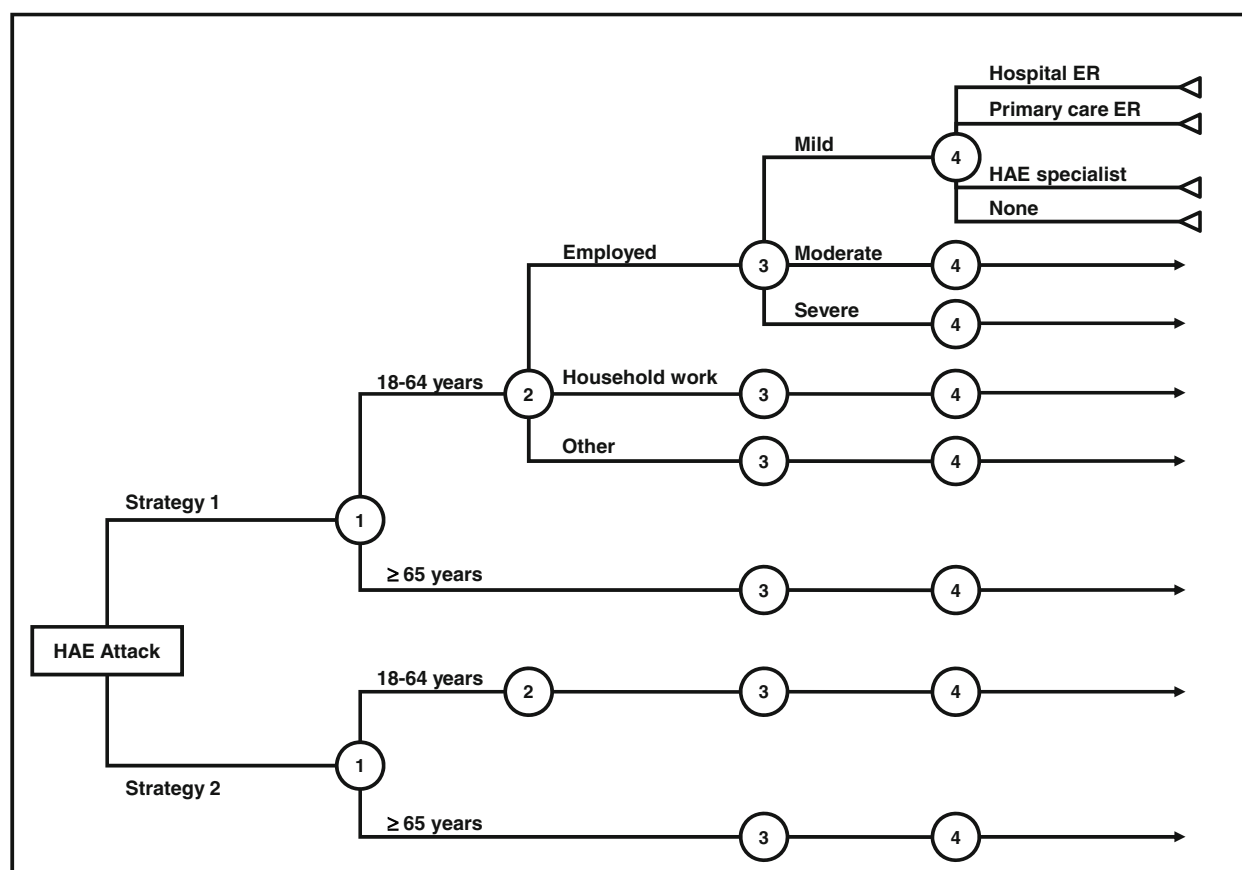 Hospital ER
Primary care ER
Mild
4
HAE specialist
None
Employed
3
Moderate
4
Severe
4
18-64 years
2
Household work
3
4
Other
3
4
Strategy 1
1
≥ 65 years
3
4
HAE Attack
18-64 years
2
3
4
1
Strategy 2
≥ 65 years
3
4